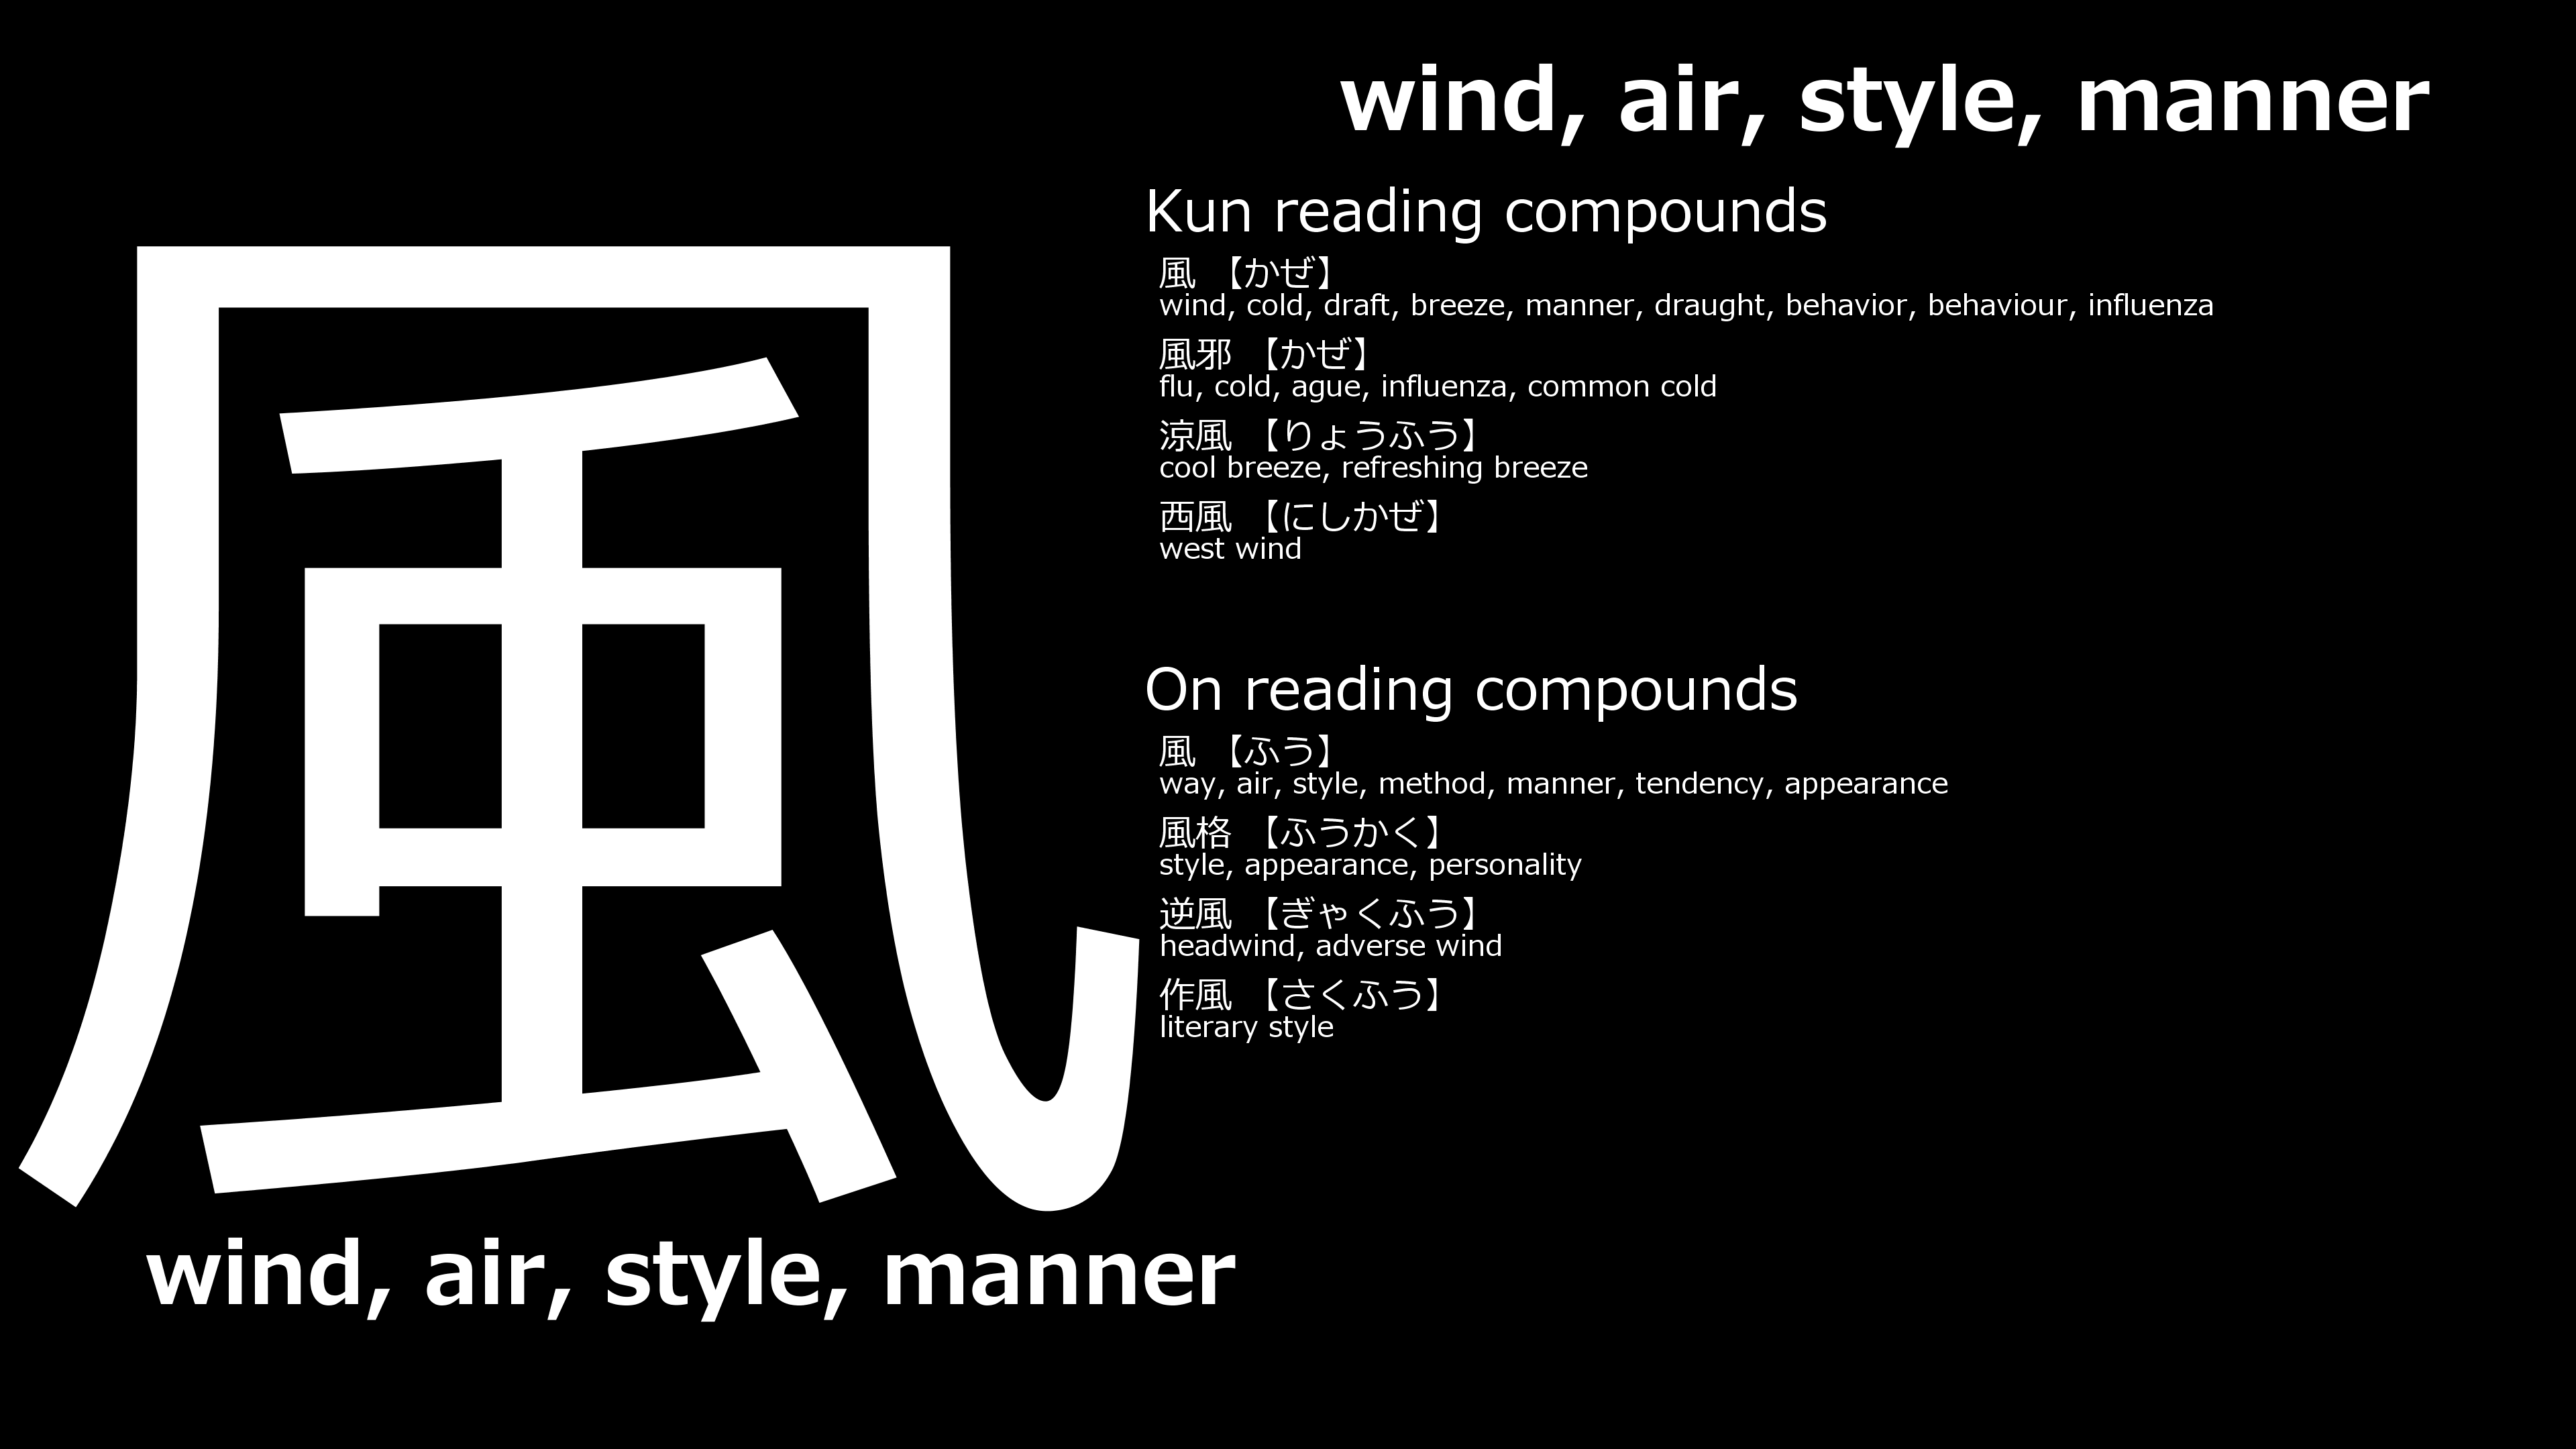 風
wind, air, style, manner
wind, air, style, manner
Kun reading compounds
風 【かぜ】
wind, cold, draft, breeze, manner, draught, behavior, behaviour, influenza
風邪 【かぜ】
flu, cold, ague, influenza, common cold
涼風 【りょうふう】
cool breeze, refreshing breeze
西風 【にしかぜ】
west wind
On reading compounds
風 【ふう】
way, air, style, method, manner, tendency, appearance
風格 【ふうかく】
style, appearance, personality
逆風 【ぎゃくふう】
headwind, adverse wind
作風 【さくふう】
literary style